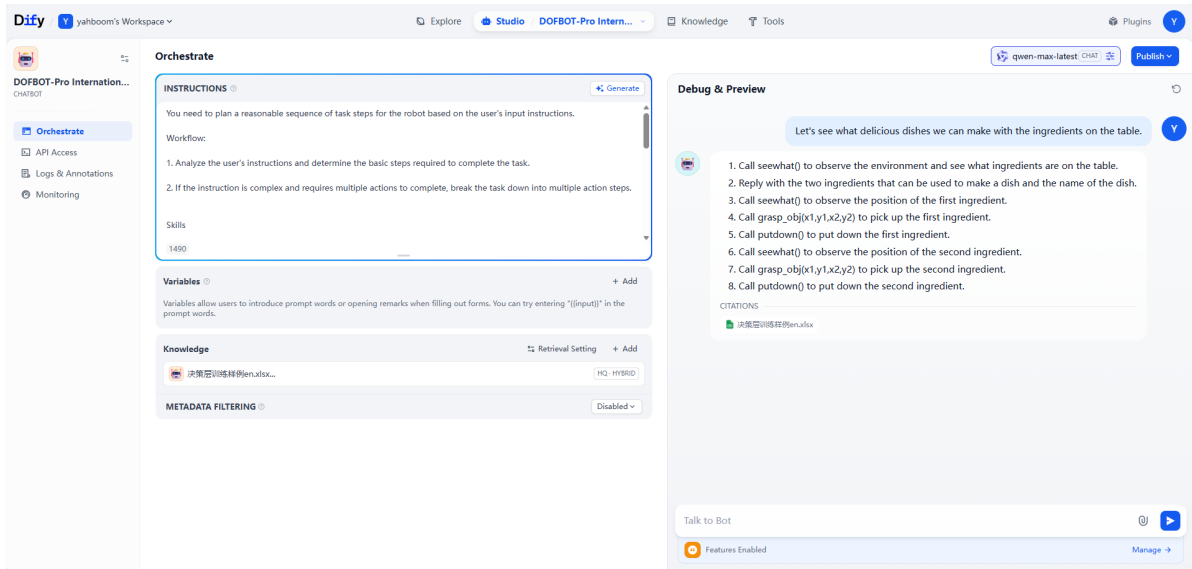 Dify / Y yahboom's Workspace
Explore
Studio / DOFBOT-Pro Intern...
Knowledge
Tools
Plugins
Y
DOFBOT-Pro Internation...
CHATBOT
Orchestrate
API Access
Logs & Annotations
Monitoring
Orchestrate
qwen-max-latest CHAT
Publish
INSTRUCTIONS
Generate
You need to plan a reasonable sequence of task steps for the robot based on the user's input instructions.
Workflow:
1. Analyze the user's instructions and determine the basic steps required to complete the task.
2. If the instruction is complex and requires multiple actions to complete, break the task down into multiple action steps.
Skills
1490
Variables
+ Add
Variables allow users to introduce prompt words or opening remarks when filling out forms. You can try entering "{{input}}" in the
prompt words.
Knowledge
Retrieval Setting
+ Add
决策层训练样例en.xlsx...
HQ · HYBRID
METADATA FILTERING
Disabled
Debug & Preview
Let's see what delicious dishes we can make with the ingredients on the table.
Y
1. Call seewhat() to observe the environment and see what ingredients are on the table.
2. Reply with the two ingredients that can be used to make a dish and the name of the dish.
3. Call seewhat() to observe the position of the first ingredient.
4. Call grasp_obj(x1,y1,x2,y2) to pick up the first ingredient.
5. Call putdown() to put down the first ingredient.
6. Call seewhat() to observe the position of the second ingredient.
7. Call grasp_obj(x1,y1,x2,y2) to pick up the second ingredient.
8. Call putdown() to put down the second ingredient.
CITATIONS
决策层训练样例en.xlsx
Talk to Bot
Features Enabled
Manage →